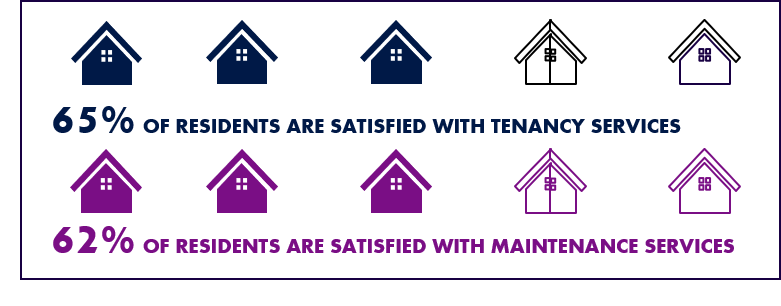 65% OF RESIDENTS ARE SATISFIED WITH TENANCY SERVICES
62% OF RESIDENTS ARE SATISFIED WITH MAINTENANCE SERVICES